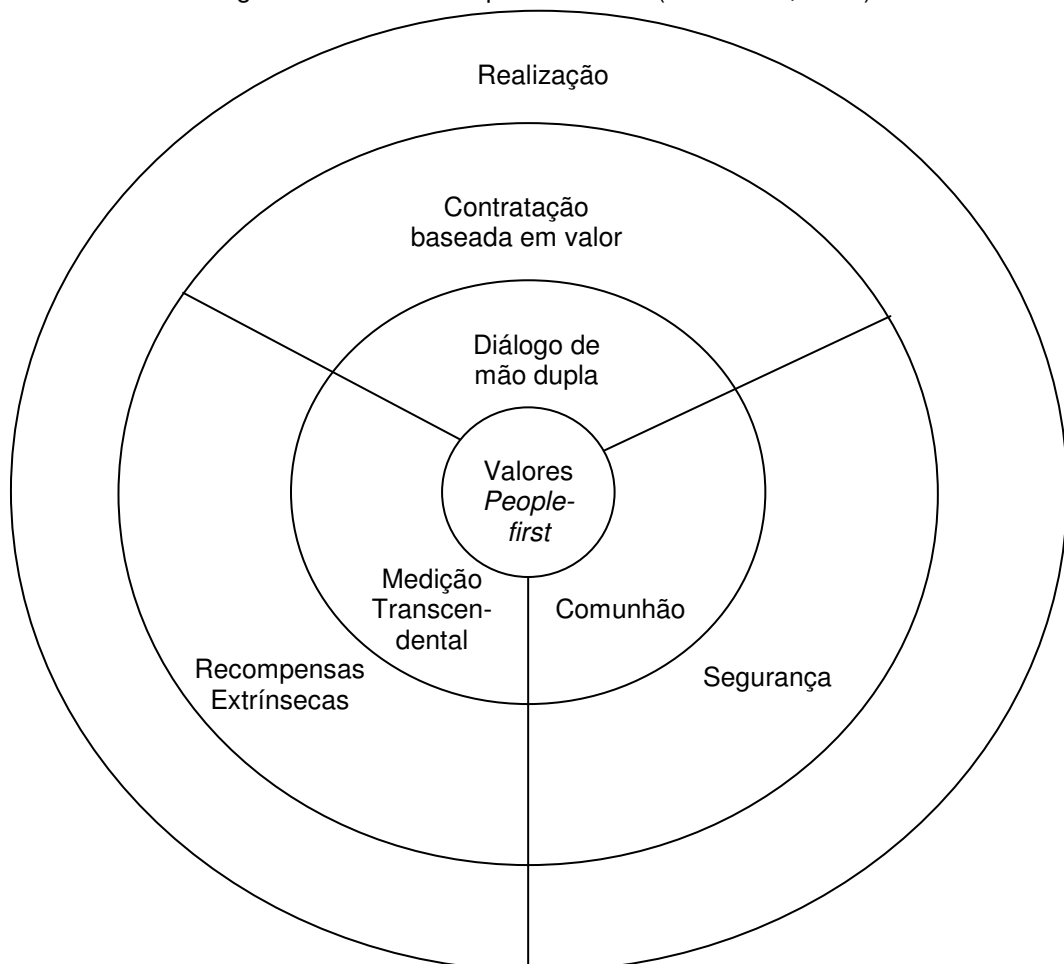 Realização
Contratação
baseada em valor
Diálogo de
mão dupla
Valores
People-
first
Medição
Transcen-
dental
Comunhão
Recompensas
Extrínsecas
Segurança